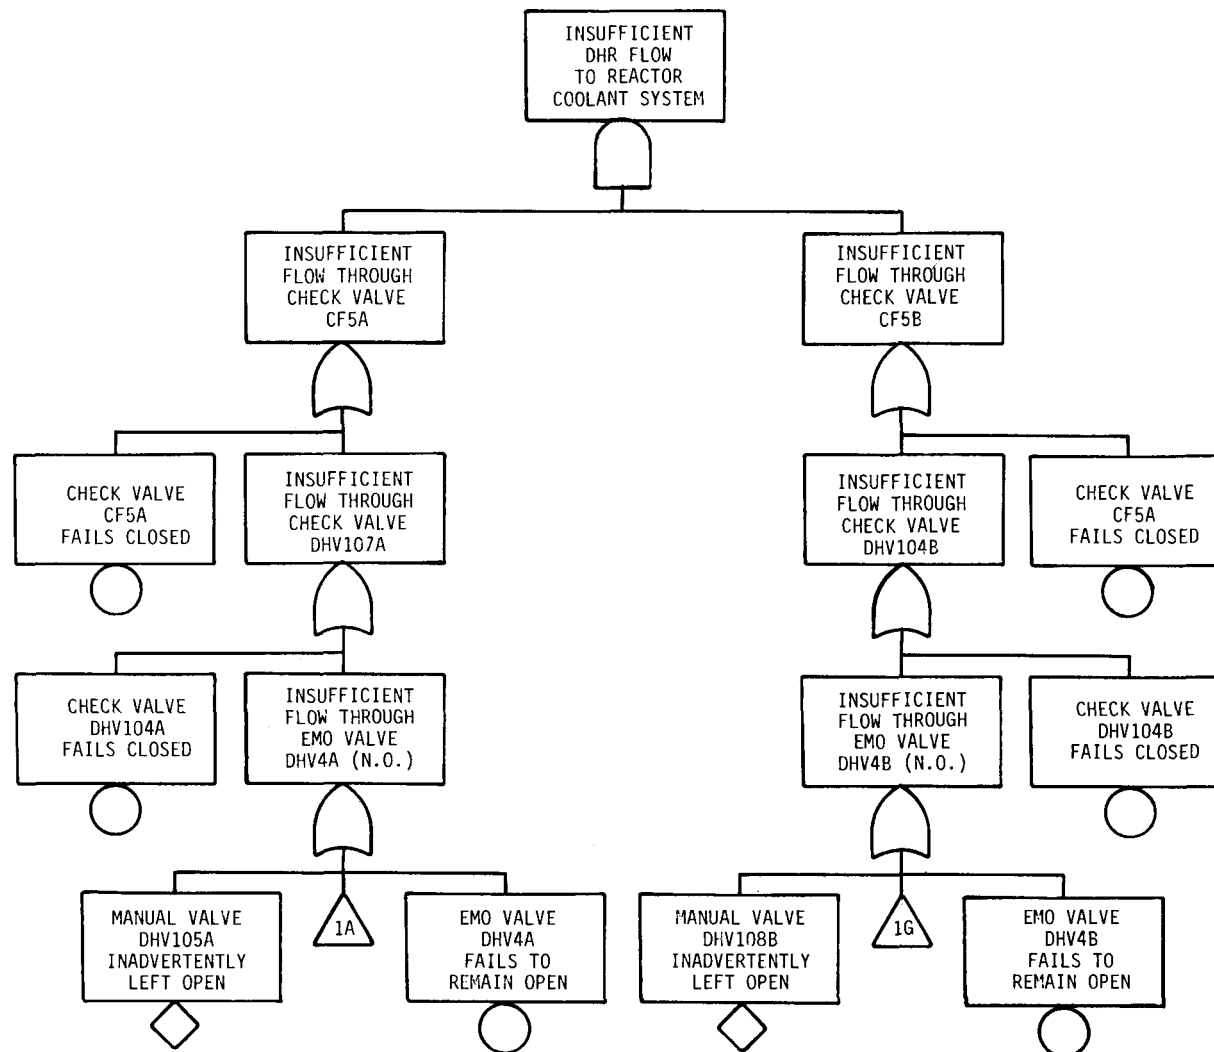 INSUFFICIENT
DHR FLOW
TO REACTOR
COOLANT SYSTEM
INSUFFICIENT
FLOW THROUGH
CHECK VALVE
CF5A
INSUFFICIENT
FLOW THROUGH
CHECK VALVE
CF5B
CHECK VALVE
CF5A
FAILS CLOSED
INSUFFICIENT
FLOW THROUGH
CHECK VALVE
DHV107A
INSUFFICIENT
FLOW THROUGH
CHECK VALVE
DHV104B
CHECK VALVE
CF5A
FAILS CLOSED
CHECK VALVE
DHV104A
FAILS CLOSED
INSUFFICIENT
FLOW THROUGH
EMO VALVE
DHV4A (N.O.)
INSUFFICIENT
FLOW THROUGH
EMO VALVE
DHV4B (N.O.)
CHECK VALVE
DHV104B
FAILS CLOSED
MANUAL VALVE
DHV105A
INADVERTENTLY
LEFT OPEN
1A
EMO VALVE
DHV4A
FAILS TO
REMAIN OPEN
MANUAL VALVE
DHV108B
INADVERTENTLY
LEFT OPEN
1G
EMO VALVE
DHV4B
FAILS TO
REMAIN OPEN